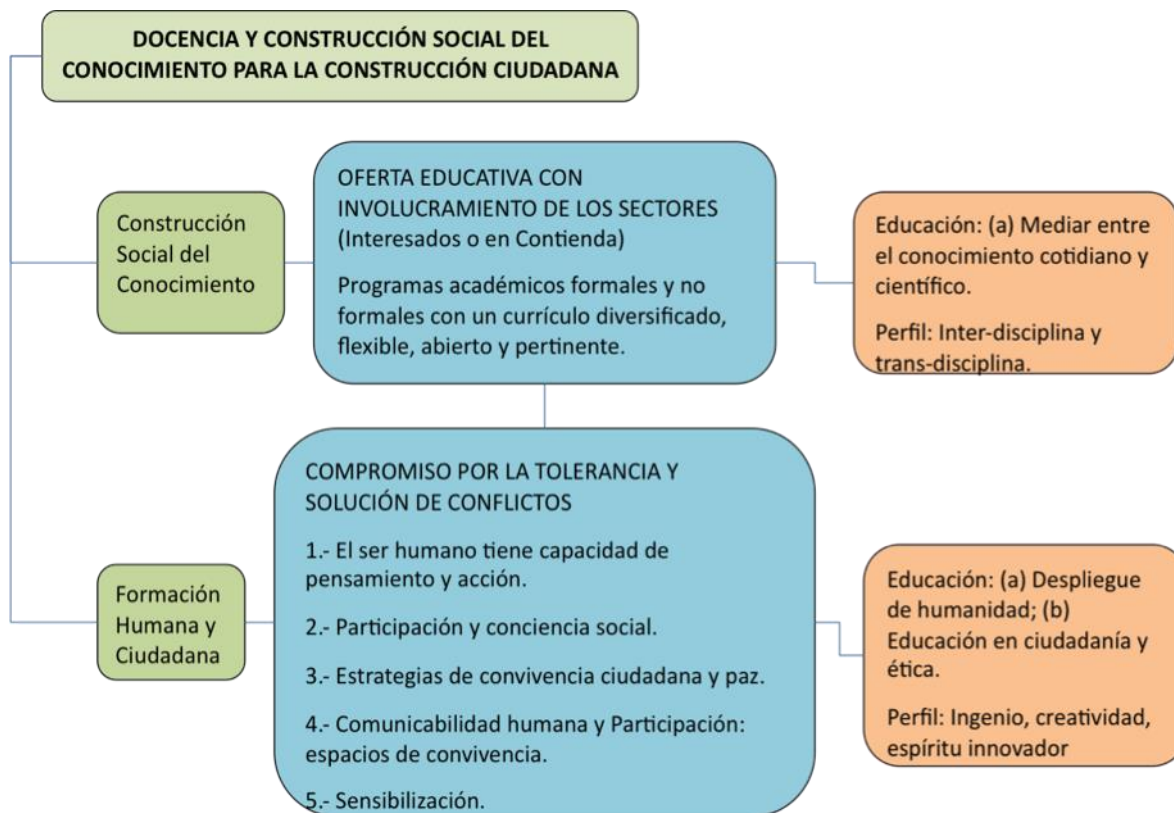 DOCENCIA Y CONSTRUCCIÓN SOCIAL DEL
CONOCIMIENTO PARA LA CONSTRUCCIÓN CIUDADANA
Construcción
Social del
Conocimiento
OFERTA EDUCATIVA CON
INVOLUCRAMIENTO DE LOS SECTORES
(Interesados o en Contienda)
Programas académicos formales y no
formales con un currículo diversificado,
flexible, abierto y pertinente.
Educación: (a) Mediar entre
el conocimiento cotidiano y
científico.
Perfil: Inter-disciplina y
trans-disciplina.
Formación
Humana y
Ciudadana
COMPROMISO POR LA TOLERANCIA Y
SOLUCIÓN DE CONFLICTOS
1.- El ser humano tiene capacidad de
pensamiento y acción.
2.- Participación y conciencia social.
3.- Estrategias de convivencia ciudadana y paz.
4.- Comunicabilidad humana y Participación:
espacios de convivencia.
5.- Sensibilización.
Educación: (a) Despliegue
de humanidad; (b)
Educación en ciudadanía y
ética.
Perfil: Ingenio, creatividad,
espíritu innovador